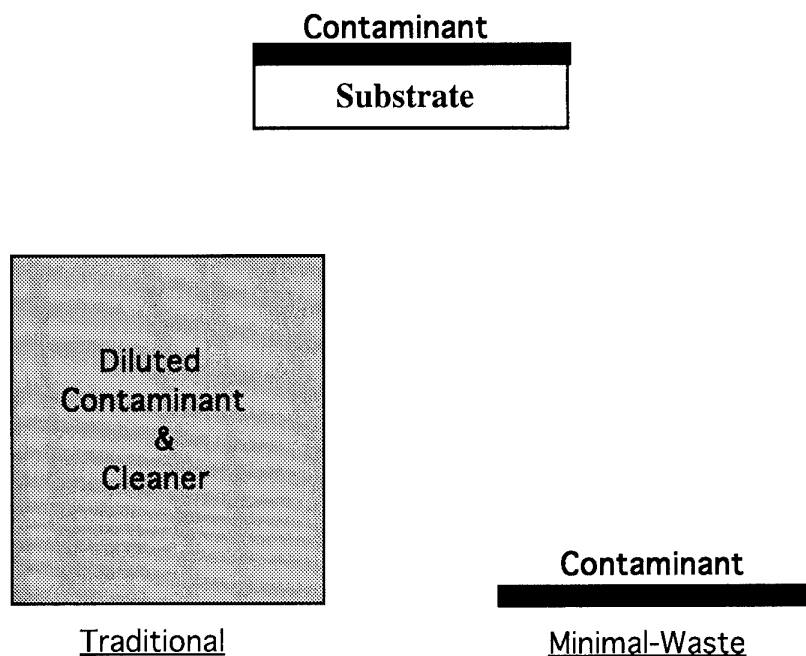 Contaminant
Substrate
Diluted
Contaminant
&
Cleaner
Contaminant
Traditional
Minimal-Waste